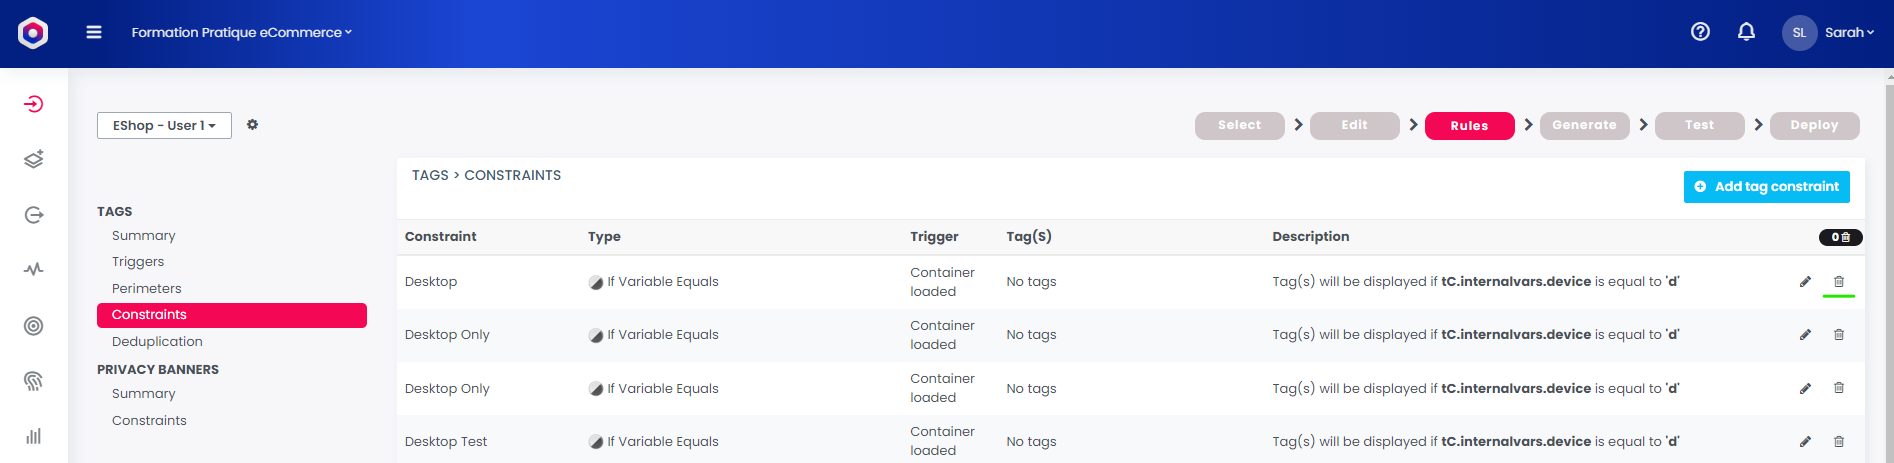 Formation Pratique eCommerce
SL Sarah
EShop - User 1
Select Edit Rules Generate Test Deploy
TAGS
Summary
Triggers
Perimeters
Constraints
Deduplication
PRIVACY BANNERS
Summary
Constraints
TAGS > CONSTRAINTS
Add tag constraint
Constraint Type Trigger Tag(S) Description 0
Desktop If Variable Equals Container loaded No tags Tag(s) will be displayed if tC.internalvars.device is equal to 'd'
Desktop Only If Variable Equals Container loaded No tags Tag(s) will be displayed if tC.internalvars.device is equal to 'd'
Desktop Only If Variable Equals Container loaded No tags Tag(s) will be displayed if tC.internalvars.device is equal to 'd'
Desktop Test If Variable Equals Container loaded No tags Tag(s) will be displayed if tC.internalvars.device is equal to 'd'